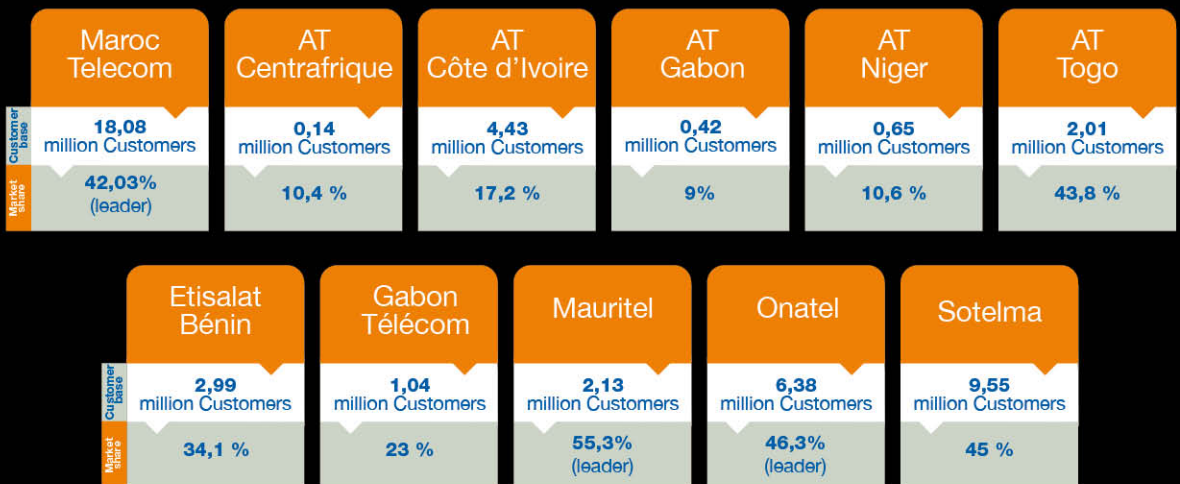 Maroc
Telecom
AT
Centrafrique
AT
Côte d'Ivoire
AT
Gabon
AT
Niger
AT
Togo
Customer
base
18,08
million Customers
0,14
million Customers
4,43
million Customers
0,42
million Customers
0,65
million Customers
2,01
million Customers
Market
share
42,03%
(leader)
10,4 %
17,2 %
9%
10,6 %
43,8 %
Etisalat
Bénin
Gabon
Télécom
Mauritel
Onatel
Sotelma
Customer
base
2,99
million Customers
1,04
million Customers
2,13
million Customers
6,38
million Customers
9,55
million Customers
Market
share
34,1 %
23 %
55,3%
(leader)
46,3%
(leader)
45 %